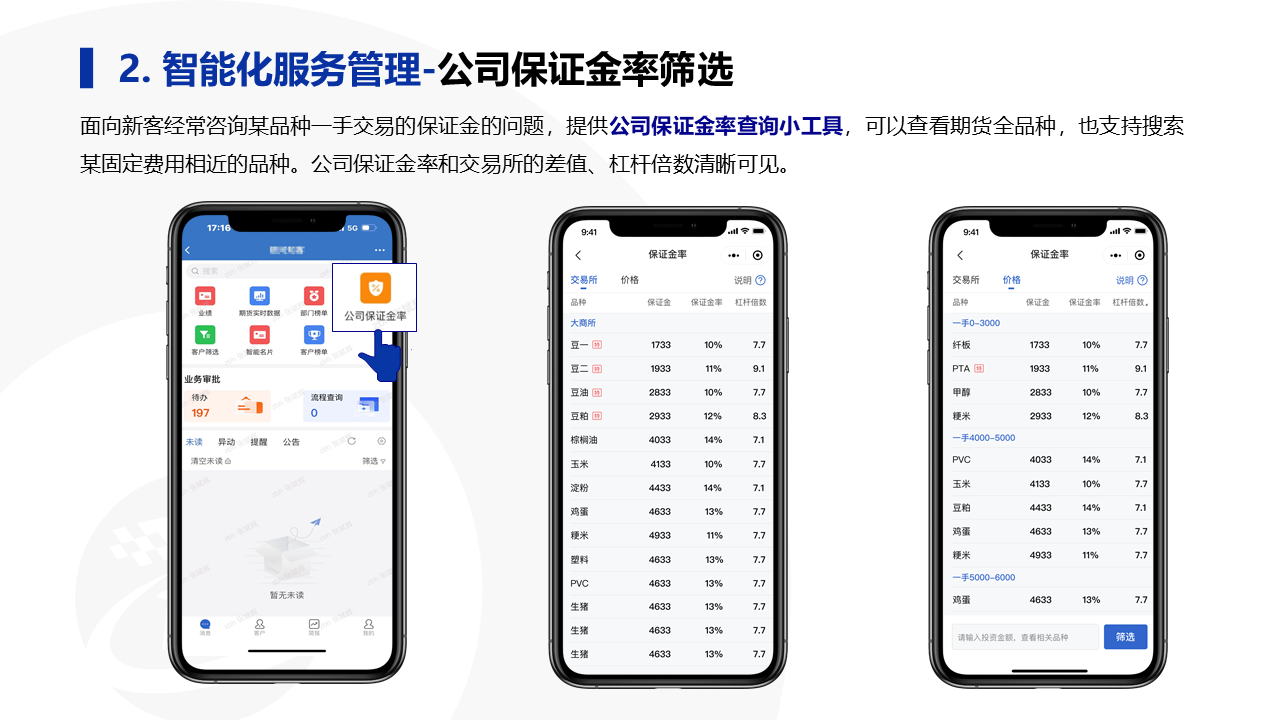 2. 智能化服务管理-公司保证金率筛选
面向新客经常咨询某品种一手交易的保证金的问题，提供公司保证金率查询小工具，可以查看期货全品种，也支持搜索
某固定费用相近的品种。公司保证金率和交易所的差值、杠杆倍数清晰可见。
17:16 5G
搜索
业绩 期货实时数据 部门榜单 公司保证金率
客户筛选 智能名片 客户榜单
业务审批
待办 流程查询
197 0
未读 异动 提醒 公告
清空未读 筛选
暂无未读
消息 客户 简报 我的
9:41
保证金率
交易所 价格 说明
品种 保证金 保证金率 杠杆倍数
大商所
豆一 特 1733 10% 7.7
豆二 特 1933 11% 9.1
豆油 特 2833 10% 7.7
豆粕 特 2933 12% 8.3
棕榈油 4033 14% 7.1
玉米 4133 10% 7.7
淀粉 4433 14% 7.1
鸡蛋 4633 13% 7.7
粳米 4933 11% 7.7
塑料 4633 13% 7.7
PVC 4633 13% 7.7
生猪 4633 13% 7.7
生猪 4633 13% 7.7
生猪 4633 13% 7.7
9:41
保证金率
交易所 价格 说明
品种 保证金 保证金率 杠杆倍数
一手0-3000
纤板 1733 10% 7.7
PTA 特 1933 11% 9.1
甲醇 2833 10% 7.7
粳米 2933 12% 8.3
一手4000-5000
PVC 4033 14% 7.1
玉米 4133 10% 7.7
豆粕 4433 14% 7.1
鸡蛋 4633 13% 7.7
粳米 4933 11% 7.7
一手5000-6000
鸡蛋 4633 13% 7.7
请输入投资金额，查看相关品种 筛选